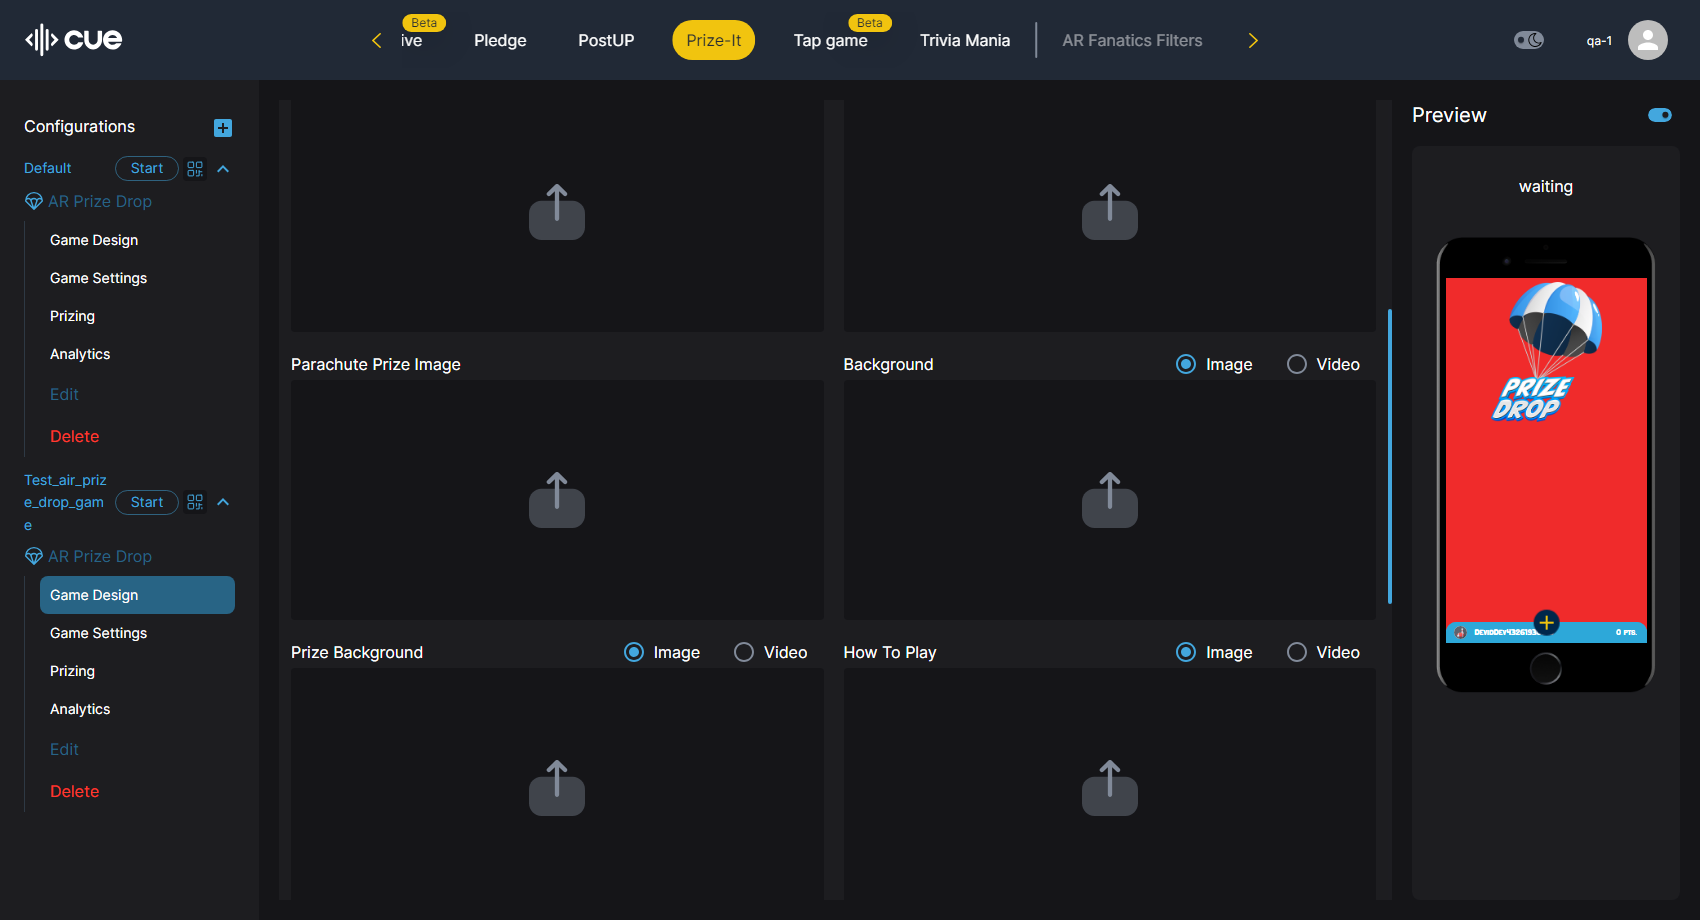 cue
Beta
ive
Pledge
PostUP
Prize-It
Beta
Tap game
Trivia Mania
AR Fanatics Filters
qa-1
Configurations
Default
Start
AR Prize Drop
Game Design
Game Settings
Prizing
Analytics
Edit
Delete
Test_air_priz
e_drop_gam
e
Start
AR Prize Drop
Game Design
Game Settings
Prizing
Analytics
Edit
Delete
Parachute Prize Image
Background
Image
Video
Prize Background
Image
Video
How To Play
Image
Video
Preview
waiting
PRIZE
DROP
0 PTS.